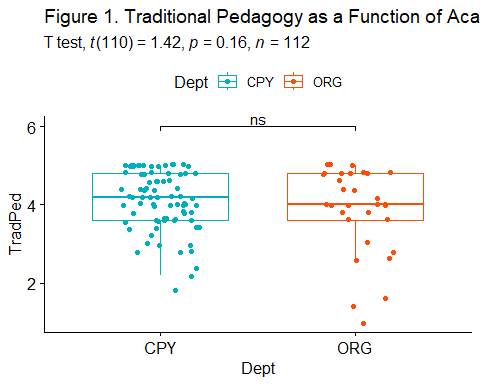 Figure 1. Traditional Pedagogy as a Function of Aca
T test, t(110) = 1.42, p = 0.16, n = 112
Dept CPY ORG
ns
6
4
2
TradPed
CPY ORG
Dept